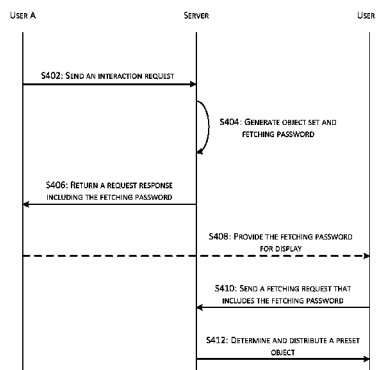 USER A
SERVER
USER
S402: SEND AN INTERACTION REQUEST
S404: GENERATE OBJECT SET AND
FETCHING PASSWORD
S406: RETURN A REQUEST RESPONSE
INCLUDING THE FETCHING PASSWORD
S408: PROVIDE THE FETCHING PASSWORD
FOR DISPLAY
S410: SEND A FETCHING REQUEST THAT
INCLUDES THE FETCHING PASSWORD
S412: DETERMINE AND DISTRIBUTE A PRESET
OBJECT